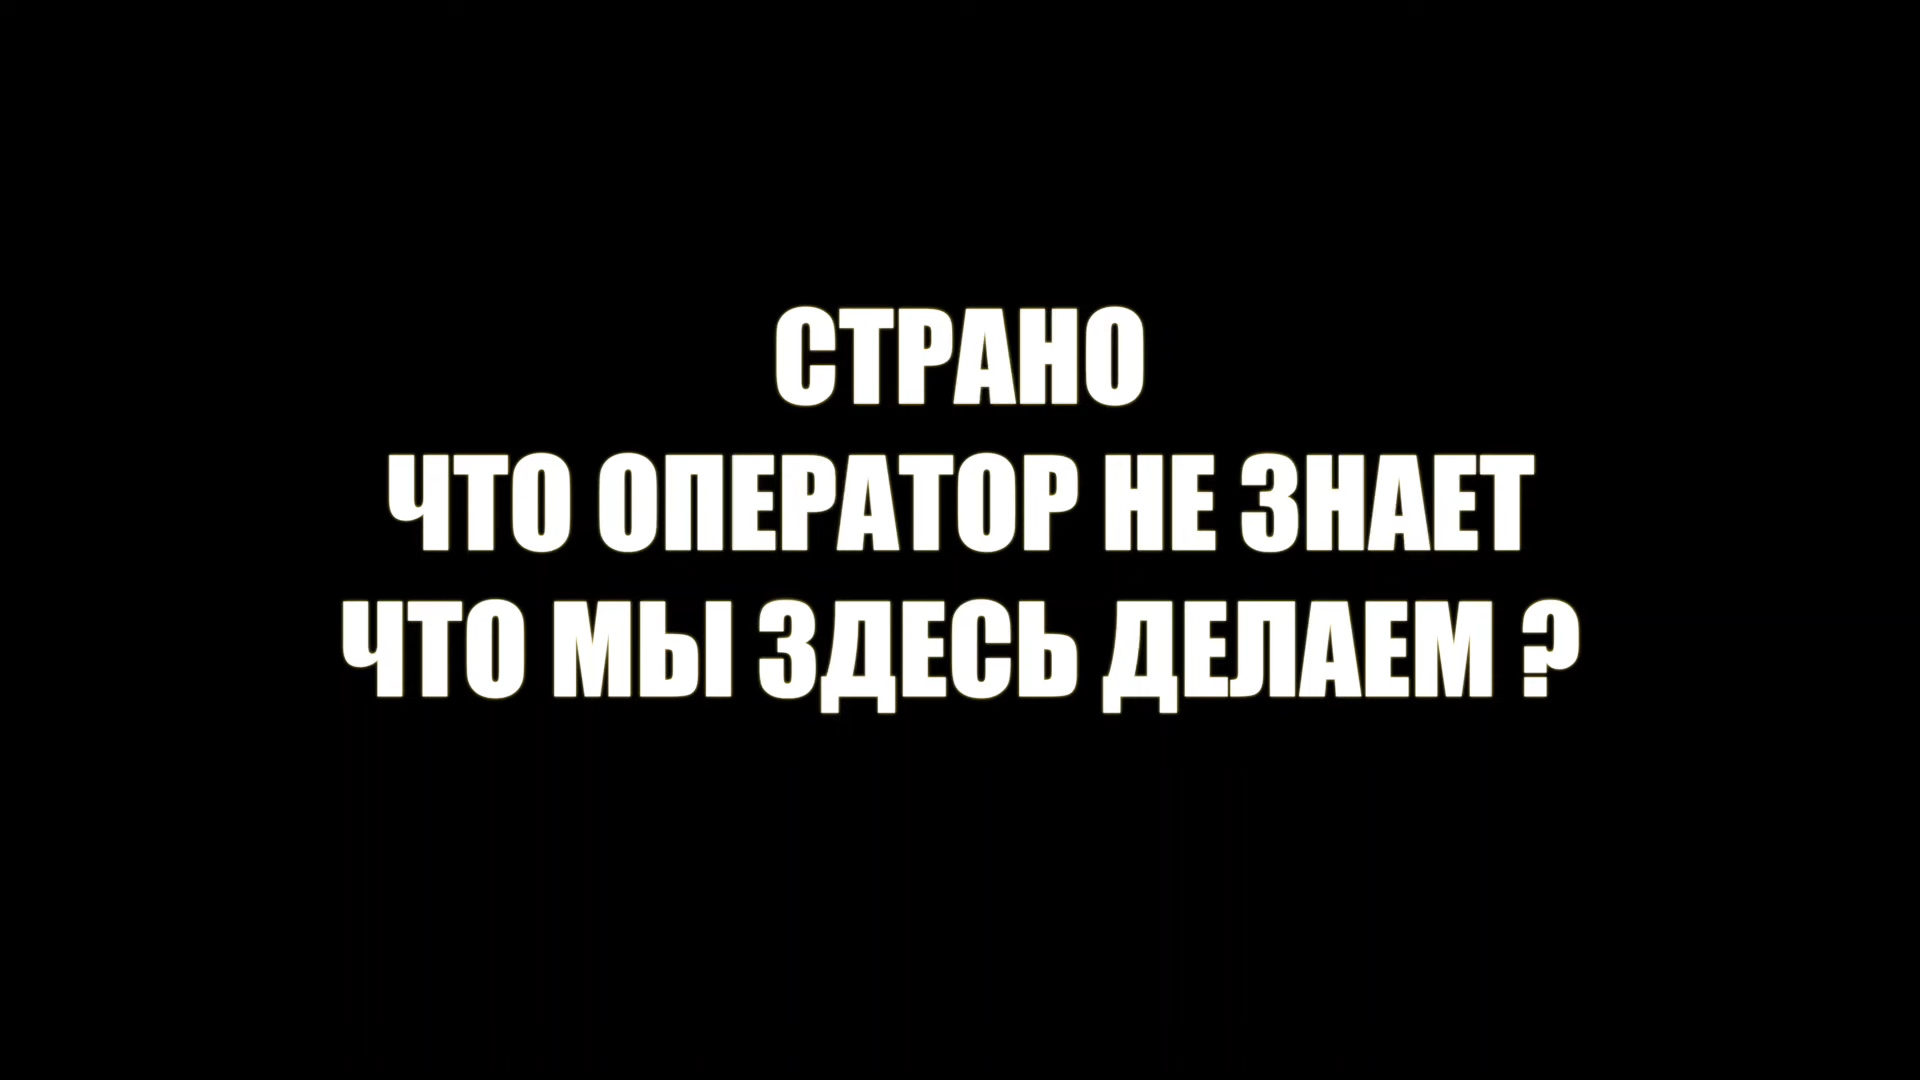 СТРАНО
ЧТО ОПЕРАТОР НЕ ЗНАЕТ
ЧТО МЫ ЗДЕСЬ ДЕЛАЕМ ?